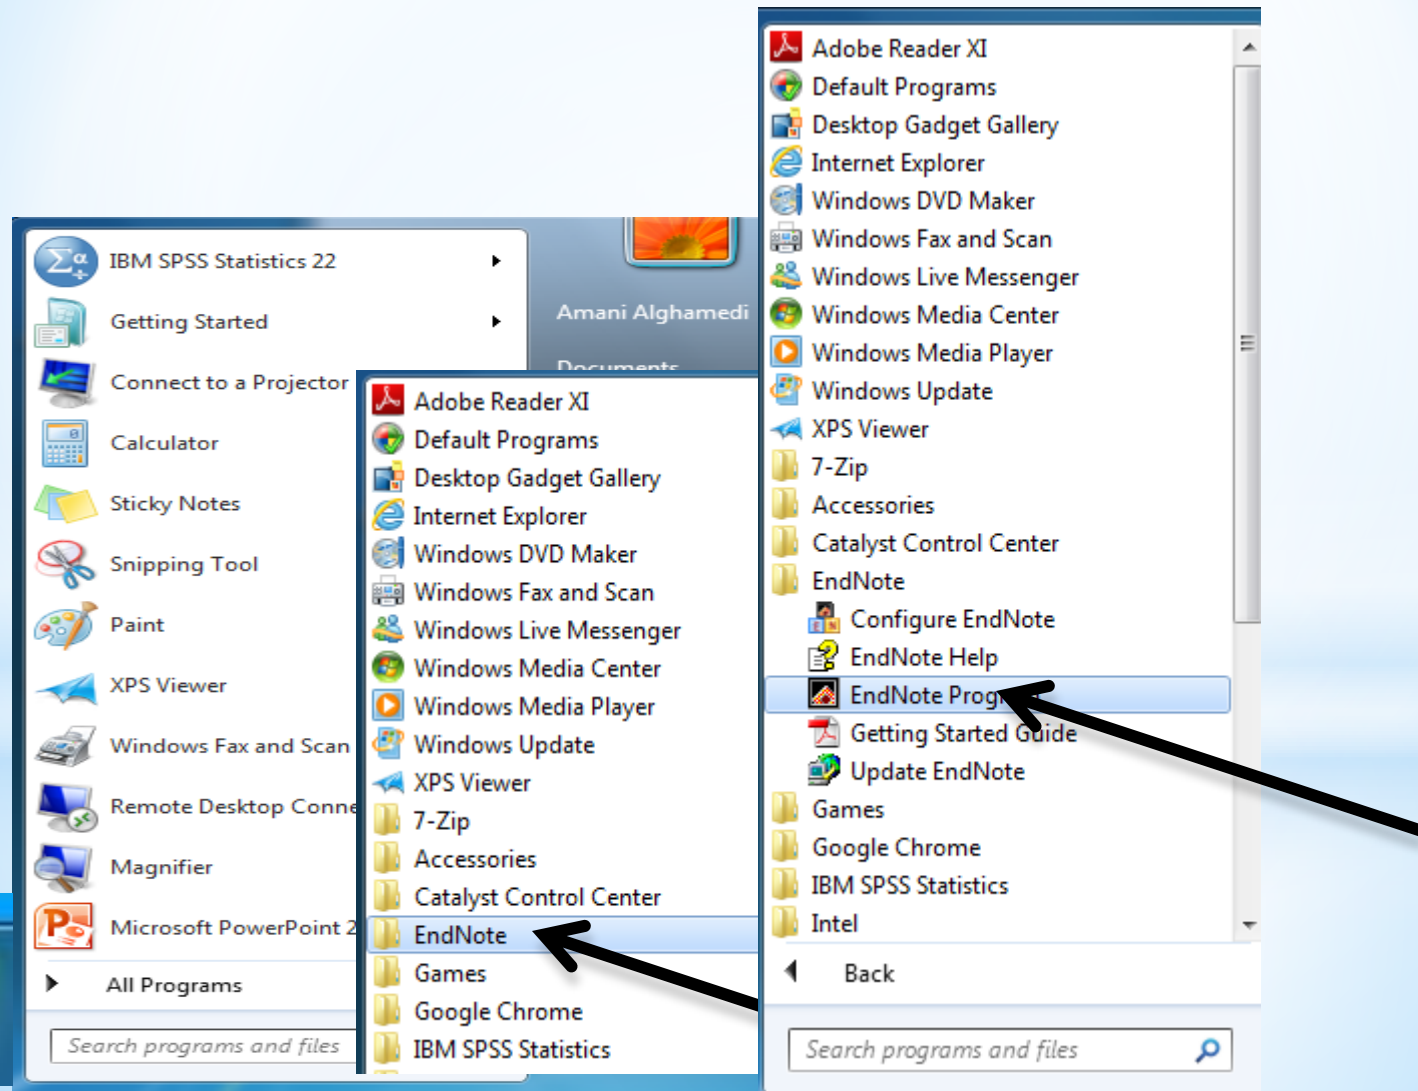 IBM SPSS Statistics 22
Getting Started
Connect to a Projector
Calculator
Sticky Notes
Snipping Tool
Paint
XPS Viewer
Windows Fax and Scan
Remote Desktop Conne
Magnifier
Microsoft PowerPoint 2
All Programs
Search programs and files
Amani Alghamedi
Documents
Adobe Reader XI
Default Programs
Desktop Gadget Gallery
Internet Explorer
Windows DVD Maker
Windows Fax and Scan
Windows Live Messenger
Windows Media Center
Windows Media Player
Windows Update
XPS Viewer
7-Zip
Accessories
Catalyst Control Center
EndNote
Games
Google Chrome
IBM SPSS Statistics
Adobe Reader XI
Default Programs
Desktop Gadget Gallery
Internet Explorer
Windows DVD Maker
Windows Fax and Scan
Windows Live Messenger
Windows Media Center
Windows Media Player
Windows Update
XPS Viewer
7-Zip
Accessories
Catalyst Control Center
EndNote
Configure EndNote
EndNote Help
EndNote Program
Getting Started Guide
Update EndNote
Games
Google Chrome
IBM SPSS Statistics
Intel
Back
Search programs and files